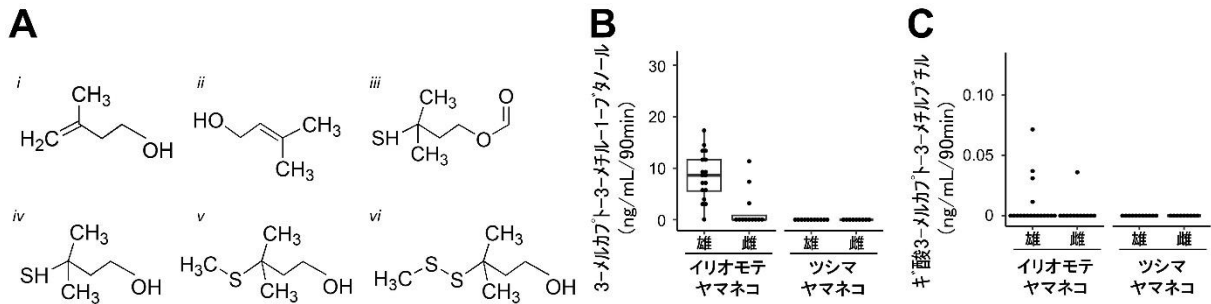 A
i
CH₃
H₂C
OH
ii
HO
CH₃
CH₃
iii
CH₃
O
SH
CH₃
O
iv
CH₃
SH
CH₃
OH
v
CH₃
H₃C
S
CH₃
OH
vi
CH₃
S
H₃C
S
CH₃
OH
B
3-メルカプト-3-メチル-1-ブタノール
(ng/mL/90min)
30
20
10
0
雄 雌 雄 雌
イリオモテ ツシマ
ヤマネコ ヤマネコ
C
ギ酸3-メルカプト-3-メチルブチル
(ng/mL/90min)
0.10
0.05
0
雄 雌 雄 雌
イリオモテ ツシマ
ヤマネコ ヤマネコ